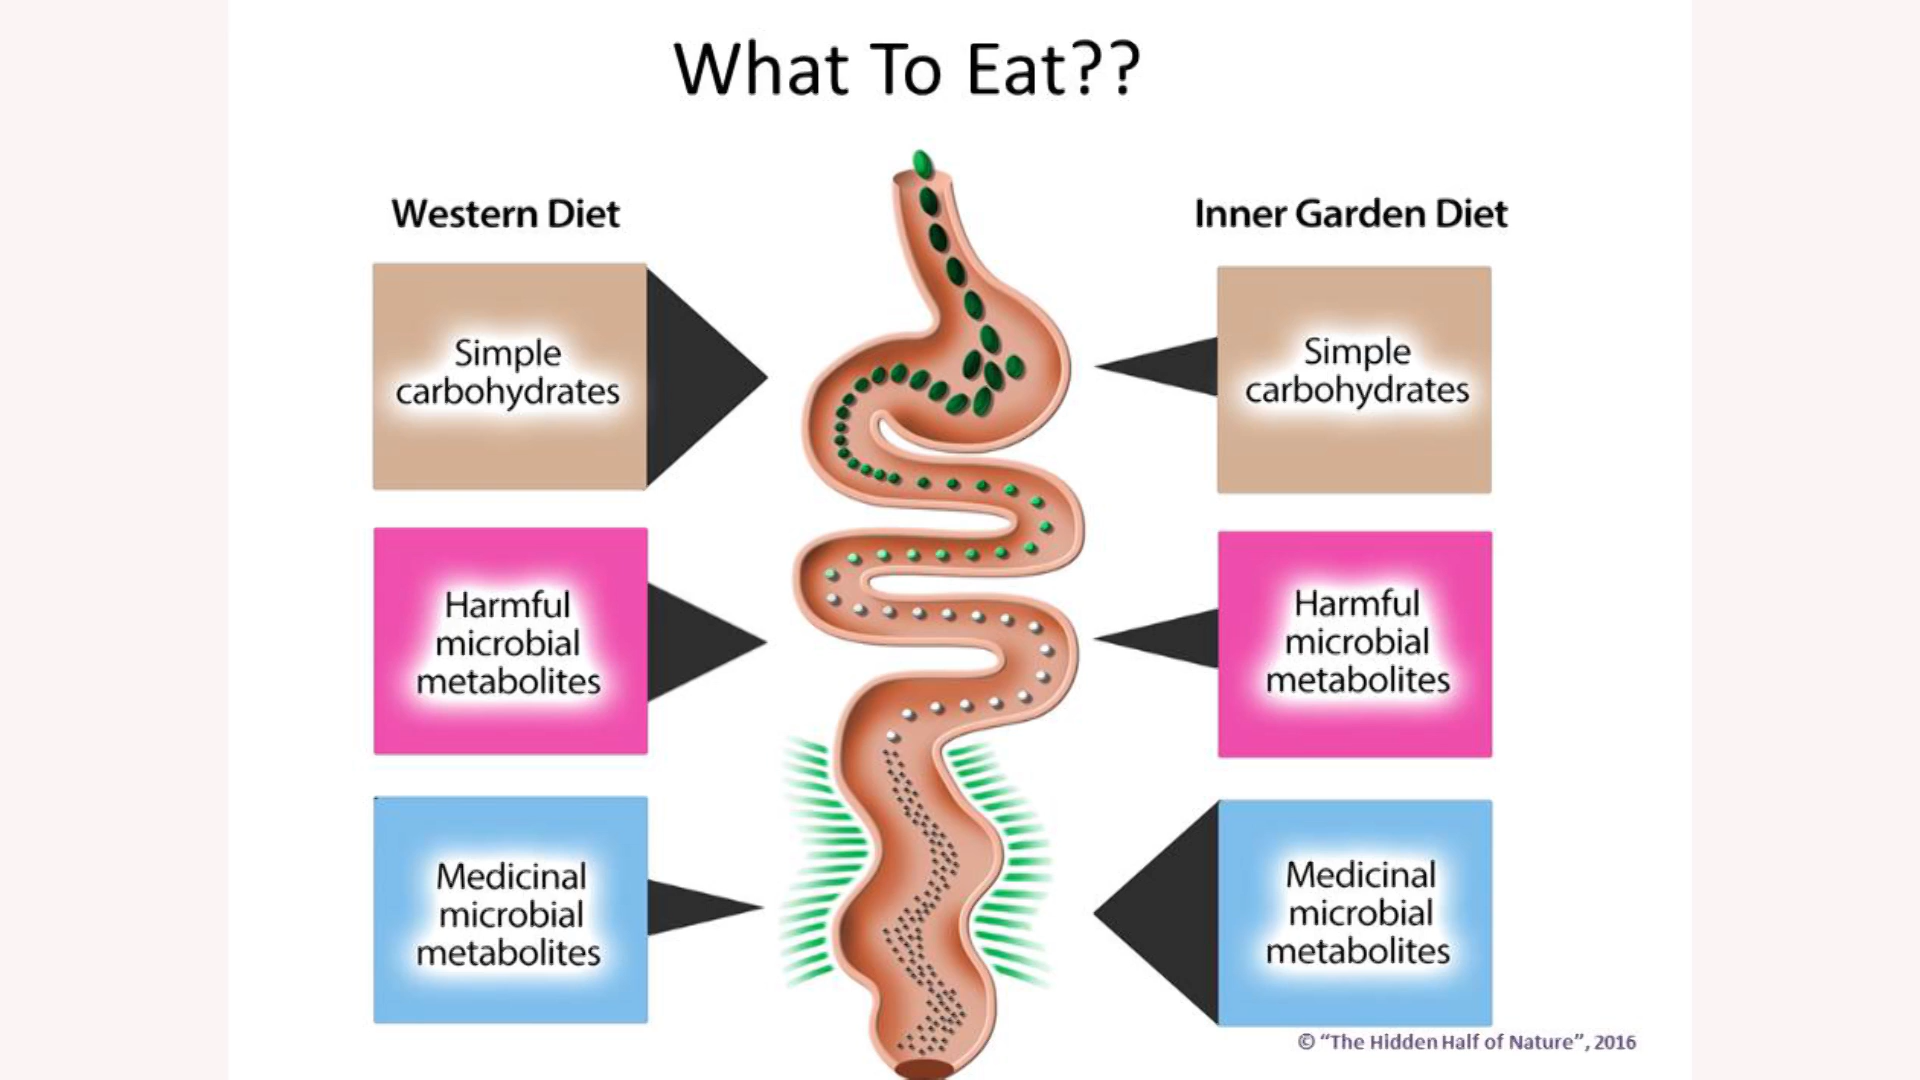 What To Eat??
Western Diet
Simple
carbohydrates
Harmful
microbial
metabolites
Medicinal
microbial
metabolites
Inner Garden Diet
Simple
carbohydrates
Harmful
microbial
metabolites
Medicinal
microbial
metabolites
© “The Hidden Half of Nature”, 2016